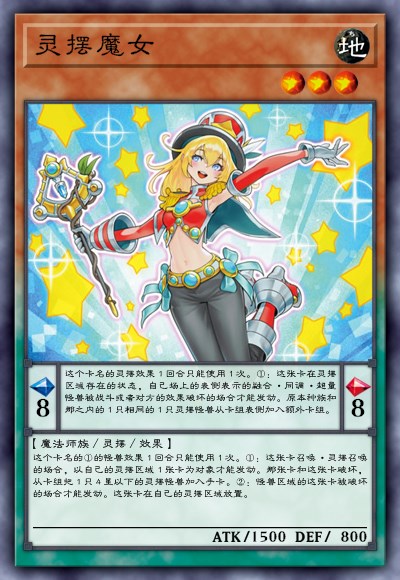 灵摆魔女
地
这个卡名的灵摆效果1回合只能使用1次。①：这张卡在灵摆
区域存在的状态，自己场上的表侧表示的融合·同调·超量
怪兽被战斗或者对方的效果破坏的场合才能发动。原本种族和
那之内的1只相同的1只灵摆怪兽从卡组表侧加入额外卡组。
8
8
【魔法师族/灵摆/效果】
这个卡名的①的怪兽效果1回合只能使用1次。①：这张卡召唤·灵摆召唤
的场合，以自己的灵摆区域1张卡为对象才能发动。那张卡和这张卡破坏，
从卡组把1只4星以下的灵摆怪兽加入手卡。②：怪兽区域的这张卡被破坏
的场合才能发动。这张卡在自己的灵摆区域放置。
ATK/1500 DEF/ 800